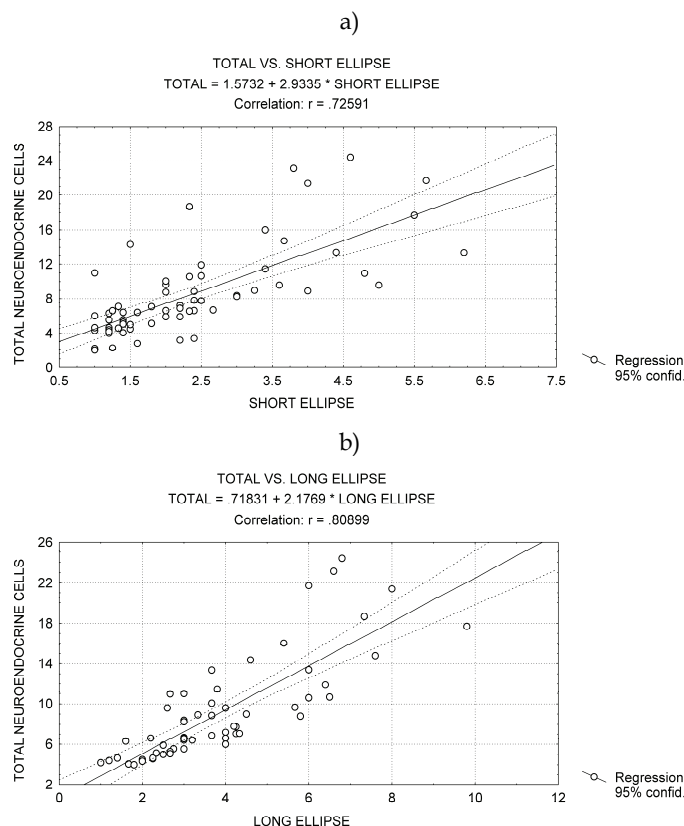 a)
TOTAL VS. SHORT ELLIPSE
TOTAL = 1.5732 + 2.9335 * SHORT ELLIPSE
Correlation: r = .72591
28
24
20
16
12
8
4
0
TOTAL NEURCENDOCRINE CELLS
0.5 1.5 2.5 3.5 4.5 5.5 6.5 7.5
SHORT ELLIPSE
Regression
95% confid.
b)
TOTAL VS. LONG ELLIPSE
TOTAL = .71831 + 2.1769 * LONG ELLIPSE
Correlation: r = .80899
26
22
18
14
10
6
2
TOTAL NEUROENDOCRINE CELLS
0 2 4 6 8 10 12
LONG ELLIPSE
Regression
95% confid.